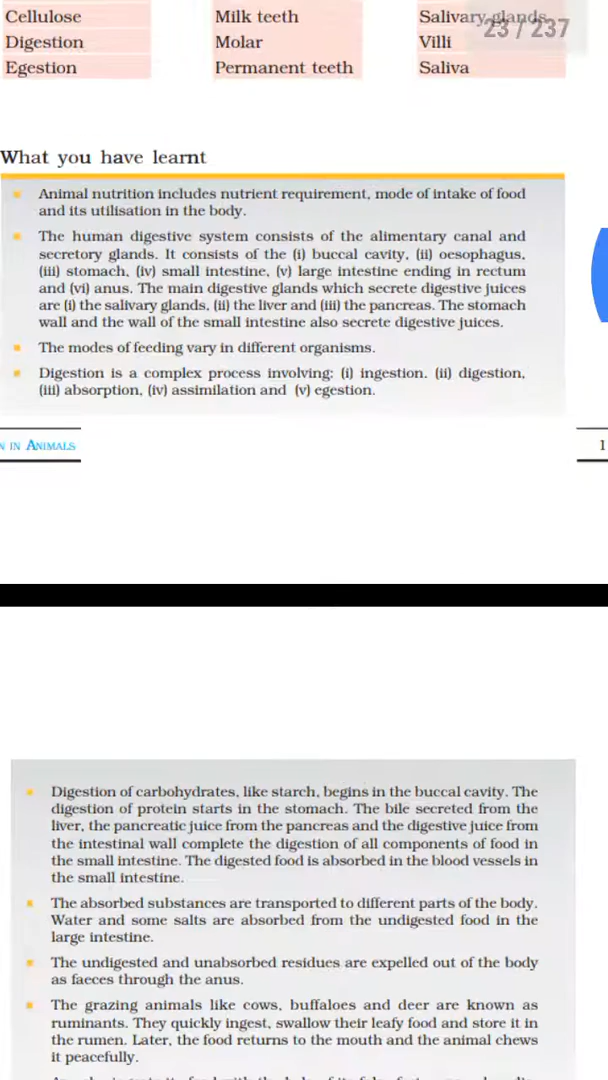 Cellulose Milk teeth Salivary glands
23 / 237
Digestion Molar Villi
Egestion Permanent teeth Saliva
What you have learnt
Animal nutrition includes nutrient requirement, mode of intake of food
and its utilisation in the body.
The human digestive system consists of the alimentary canal and
secretory glands. It consists of the (i) buccal cavity, (ii) oesophagus,
(iii) stomach, (iv) small intestine, (v) large intestine ending in rectum
and (vi) anus. The main digestive glands which secrete digestive juices
are (i) the salivary glands, (ii) the liver and (iii) the pancreas. The stomach
wall and the wall of the small intestine also secrete digestive juices.
The modes of feeding vary in different organisms.
Digestion is a complex process involving: (i) ingestion, (ii) digestion,
(iii) absorption, (iv) assimilation and (v) egestion.
N IN ANIMALS 1
Digestion of carbohydrates, like starch, begins in the buccal cavity. The
digestion of protein starts in the stomach. The bile secreted from the
liver, the pancreatic juice from the pancreas and the digestive juice from
the intestinal wall complete the digestion of all components of food in
the small intestine. The digested food is absorbed in the blood vessels in
the small intestine.
The absorbed substances are transported to different parts of the body.
Water and some salts are absorbed from the undigested food in the
large intestine.
The undigested and unabsorbed residues are expelled out of the body
as faeces through the anus.
The grazing animals like cows, buffaloes and deer are known as
ruminants. They quickly ingest, swallow their leafy food and store it in
the rumen. Later, the food returns to the mouth and the animal chews
it peacefully.